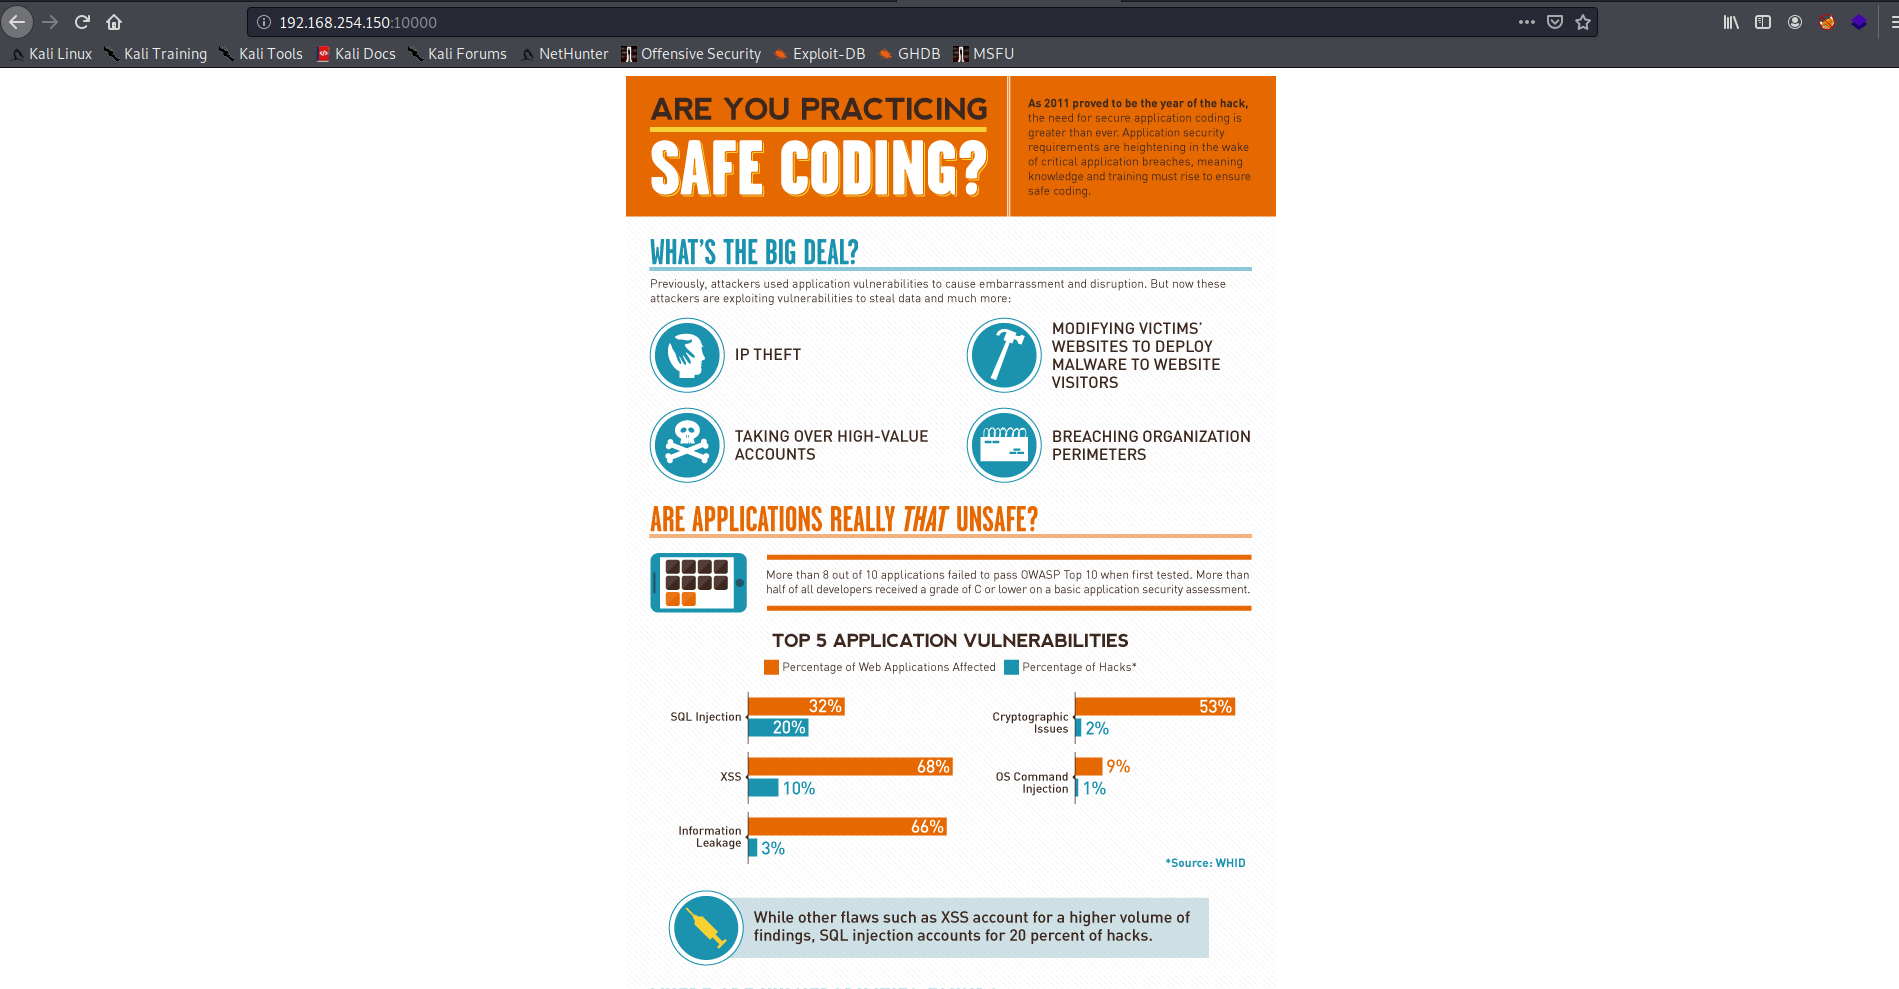 192.168.254.150:10000
Kali Linux Kali Training Kali Tools Kali Docs Kali Forums NetHunter Offensive Security Exploit-DB GHDB MSFU
ARE YOU PRACTICING
SAFE CODING?
As 2011 proved to be the year of the hack,
the need for secure application coding is
greater than ever. Application security
requirements are heightening in the wake
of critical application breaches, meaning
knowledge and training must rise to ensure
safe coding.
WHAT'S THE BIG DEAL?
Previously, attackers used application vulnerabilities to cause embarrassment and disruption. But now these
attackers are exploiting vulnerabilities to steal data and much more:
IP THEFT
MODIFYING VICTIMS'
WEBSITES TO DEPLOY
MALWARE TO WEBSITE
VISITORS
TAKING OVER HIGH-VALUE
ACCOUNTS
BREACHING ORGANIZATION
PERIMETERS
ARE APPLICATIONS REALLY THAT UNSAFE?
More than 8 out of 10 applications failed to pass OWASP Top 10 when first tested. More than
half of all developers received a grade of C or lower on a basic application security assessment.
TOP 5 APPLICATION VULNERABILITIES
Percentage of Web Applications Affected Percentage of Hacks*
SQL Injection
32%
20%
Cryptographic
Issues
53%
2%
XSS
68%
10%
OS Command
Injection
9%
1%
Information
Leakage
66%
3%
*Source: WHID
While other flaws such as XSS account for a higher volume of
findings, SQL injection accounts for 20 percent of hacks.